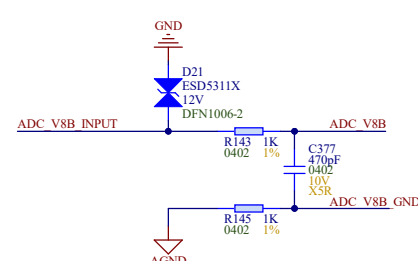 GND
D21
ESD5311X
12V
DFN1006-2
ADC_V8B_INPUT
ADC_V8B
R143 1K
0402 1%
C377
470pF
0402
10V
X5R
ADC_V8B_GND
R145 1K
0402 1%
AGND